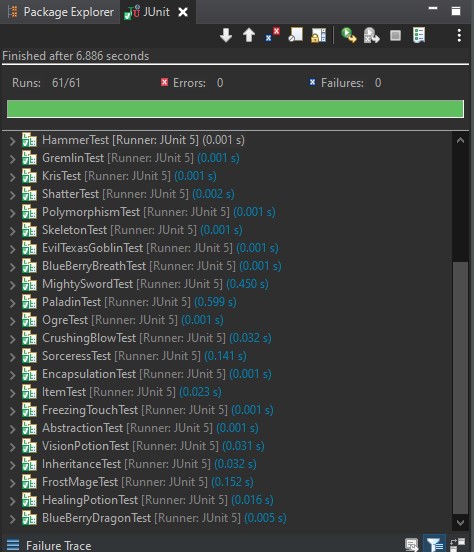 Package Explorer JUnit
Finished after 6.886 seconds
Runs: 61/61 Errors: 0 Failures: 0
HammerTest [Runner: JUnit 5] (0.001 s)
GremlinTest [Runner: JUnit 5] (0.001 s)
KrisTest [Runner: JUnit 5] (0.001 s)
ShatterTest [Runner: JUnit 5] (0.002 s)
PolymorphismTest [Runner: JUnit 5] (0.001 s)
SkeletonTest [Runner: JUnit 5] (0.001 s)
EvilTexasGoblinTest [Runner: JUnit 5] (0.001 s)
BlueBerryBreathTest [Runner: JUnit 5] (0.001 s)
MightySwordTest [Runner: JUnit 5] (0.450 s)
PaladinTest [Runner: JUnit 5] (0.599 s)
OgreTest [Runner: JUnit 5] (0.001 s)
CrushingBlowTest [Runner: JUnit 5] (0.032 s)
SorceressTest [Runner: JUnit 5] (0.141 s)
EncapsulationTest [Runner: JUnit 5] (0.001 s)
ItemTest [Runner: JUnit 5] (0.023 s)
FreezingTouchTest [Runner: JUnit 5] (0.001 s)
AbstractionTest [Runner: JUnit 5] (0.001 s)
VisionPotionTest [Runner: JUnit 5] (0.031 s)
InheritanceTest [Runner: JUnit 5] (0.032 s)
FrostMageTest [Runner: JUnit 5] (0.152 s)
HealingPotionTest [Runner: JUnit 5] (0.016 s)
BlueBerryDragonTest [Runner: JUnit 5] (0.005 s)
Failure Trace